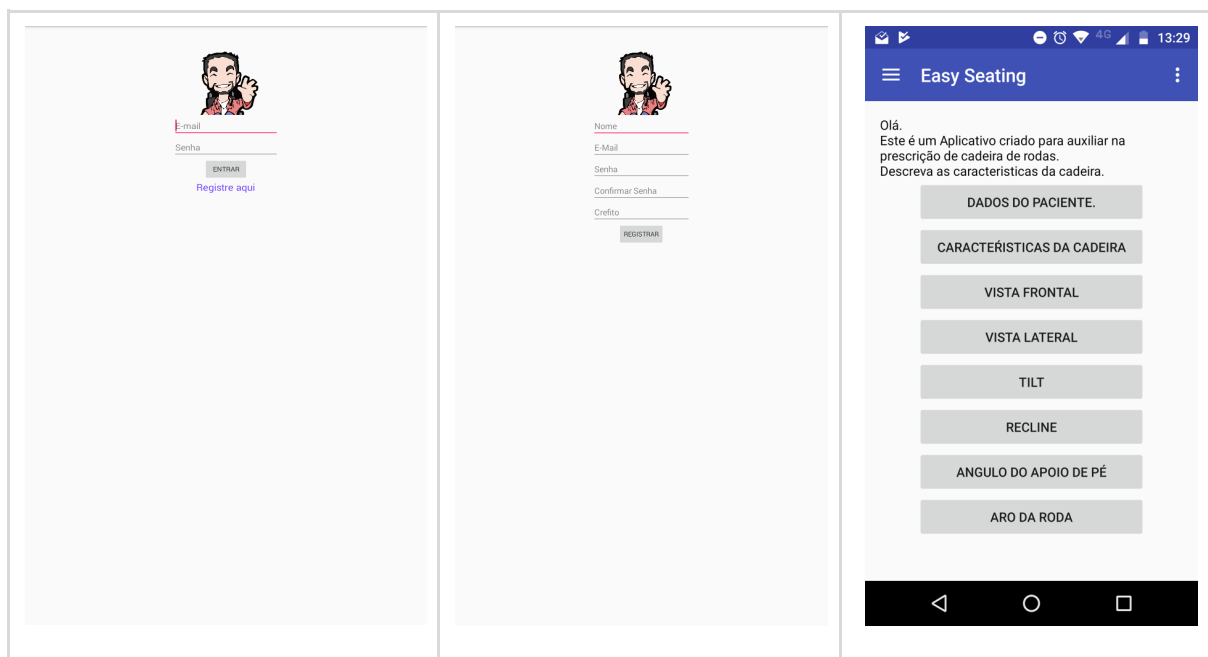 E-mail
Senha
ENTRAR
Registre aqui
Nome
E-Mail
Senha
Confirmar Senha
Crefito
REGISTRAR
4G 13:29
Easy Seating
Olá.
Este é um Aplicativo criado para auxiliar na
prescrição de cadeira de rodas.
Descreva as caracteristicas da cadeira.
DADOS DO PACIENTE.
CARACTEŔISTICAS DA CADEIRA
VISTA FRONTAL
VISTA LATERAL
TILT
RECLINE
ANGULO DO APOIO DE PÉ
ARO DA RODA